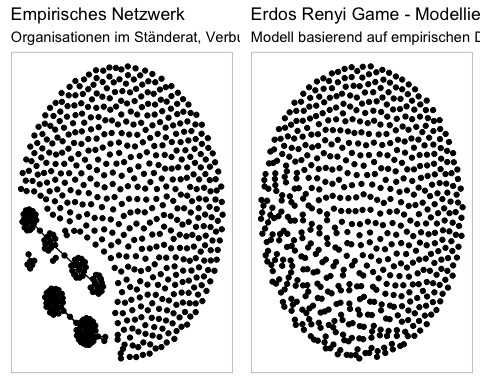 Empirisches Netzwerk
Organisationen im Ständerat, Verbu
Erdos Renyi Game - Modellie
Modell basierend auf empirischen D